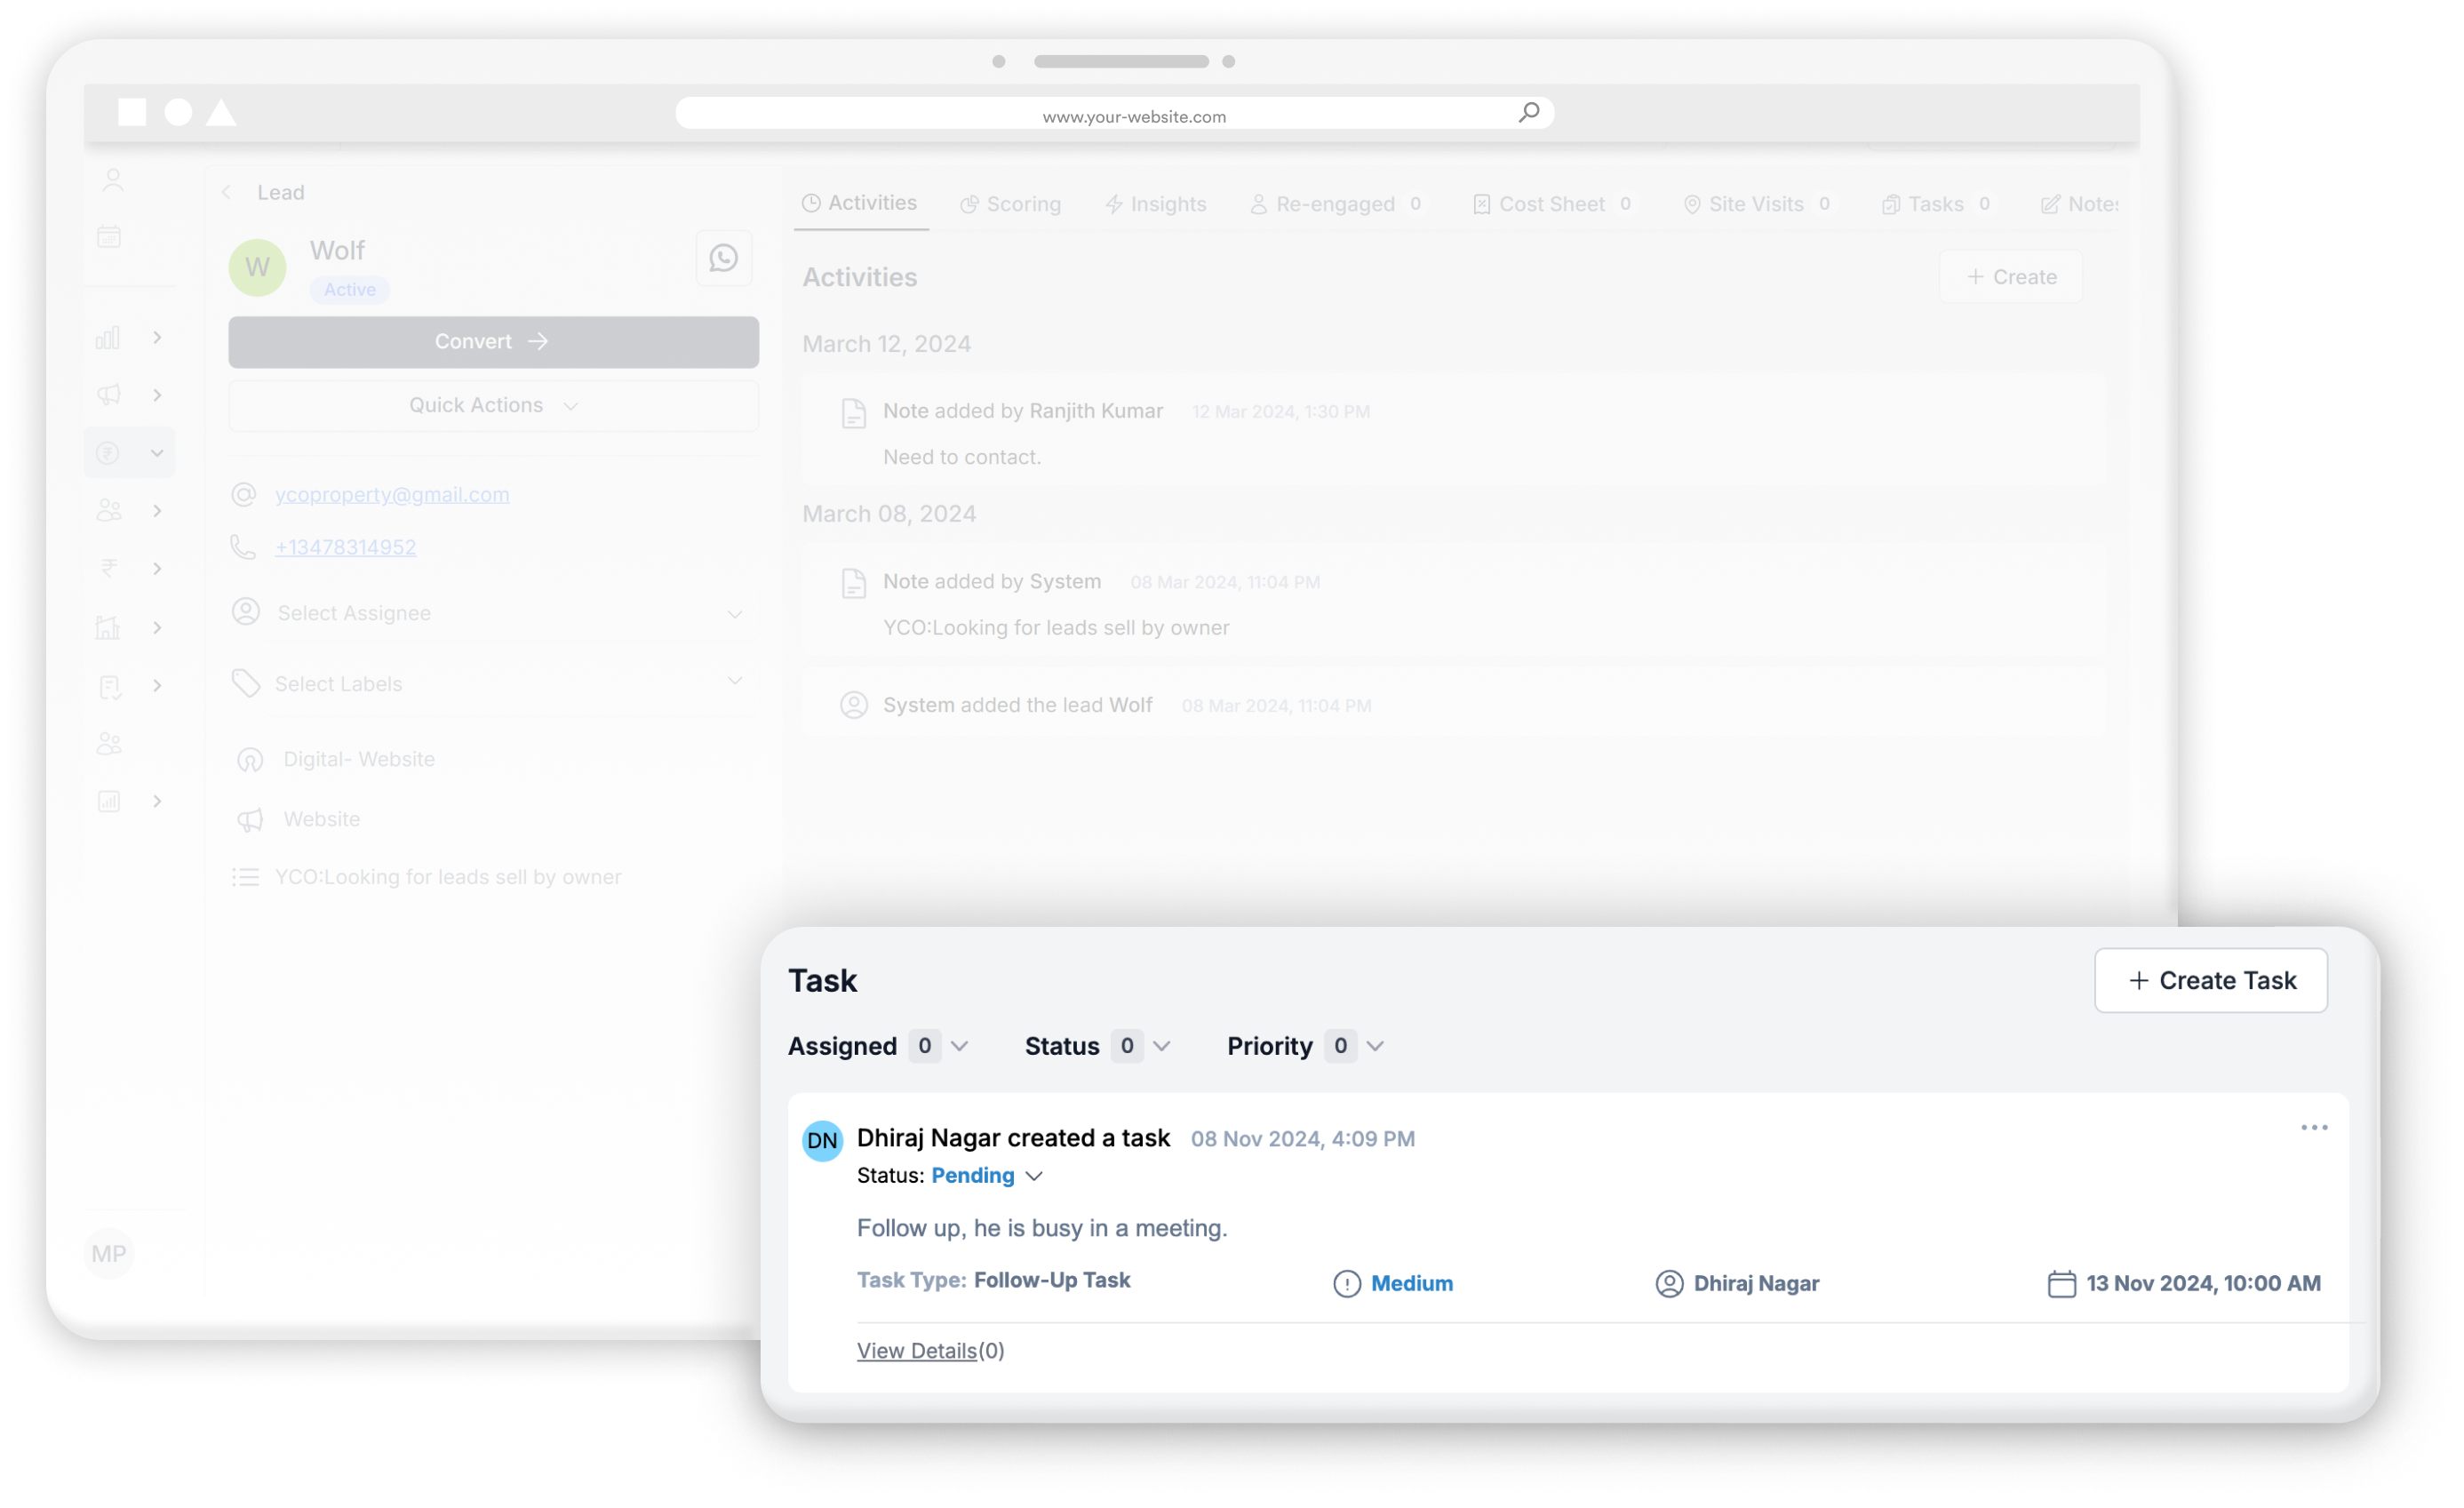 www.your-website.com
Lead
W
Wolf
Active
Convert
Quick Actions
ycoproperty@gmail.com
+13478314952
Select Assignee
Select Labels
Digital- Website
Website
YCO:Looking for leads sell by owner
MP
Activities Scoring Insights Re-engaged 0 Cost Sheet 0 Site Visits 0 Tasks 0 Notes
Activities
+ Create
March 12, 2024
Note added by Ranjith Kumar 12 Mar 2024, 1:30 PM
Need to contact.
March 08, 2024
Note added by System 08 Mar 2024, 11:04 PM
YCO:Looking for leads sell by owner
System added the lead Wolf 08 Mar 2024, 11:04 PM
Task
+ Create Task
Assigned 0 Status 0 Priority 0
DN Dhiraj Nagar created a task 08 Nov 2024, 4:09 PM
Status: Pending
Follow up, he is busy in a meeting.
Task Type: Follow-Up Task Medium Dhiraj Nagar 13 Nov 2024, 10:00 AM
View Details(0)